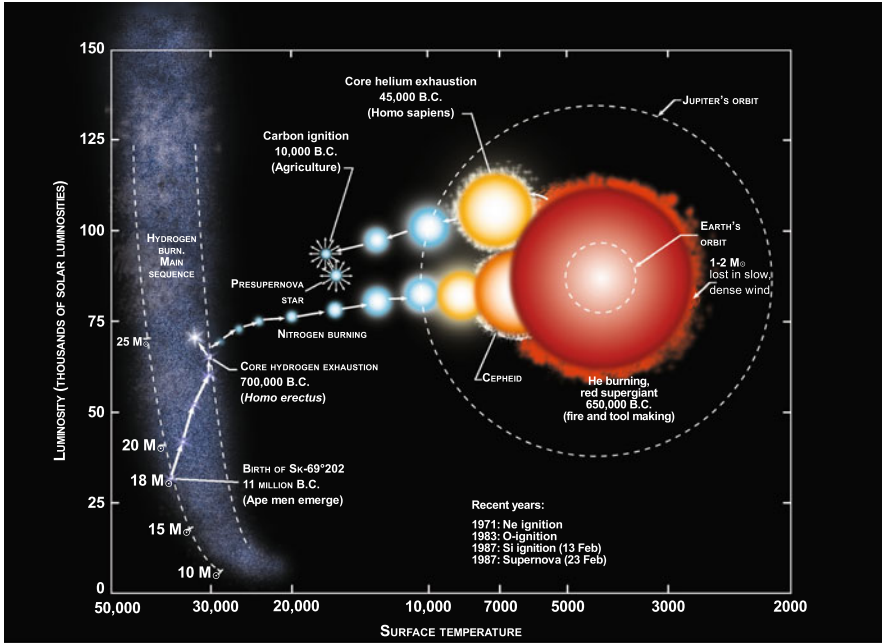 150
125
100
75
50
25
0
LUMINOSITY (THOUSANDS OF SOLAR LUMINOSITIES)
50,000
30,000
20,000
10,000
7000
5000
3000
2000
SURFACE TEMPERATURE
HYDROGEN
BURN.
MAIN
SEQUENCE
25 M☉
20 M☉
18 M☉
15 M☉
10 M☉
Core helium exhaustion
45,000 B.C.
(Homo sapiens)
Carbon ignition
10,000 B.C.
(Agriculture)
JUPITER'S ORBIT
EARTH'S
ORBIT
1-2 M☉
lost in slow,
dense wind
PRESUPERNOVA
STAR
NITROGEN BURNING
CORE HYDROGEN EXHAUSTION
700,000 B.C.
(Homo erectus)
CEPHEID
He burning,
red supergiant
650,000 B.C.
(fire and tool making)
BIRTH OF SK-69°202
11 MILLION B.C.
(Ape men emerge)
Recent years:
1971: Ne ignition
1983: O-ignition
1987: Si ignition (13 Feb)
1987: Supernova (23 Feb)